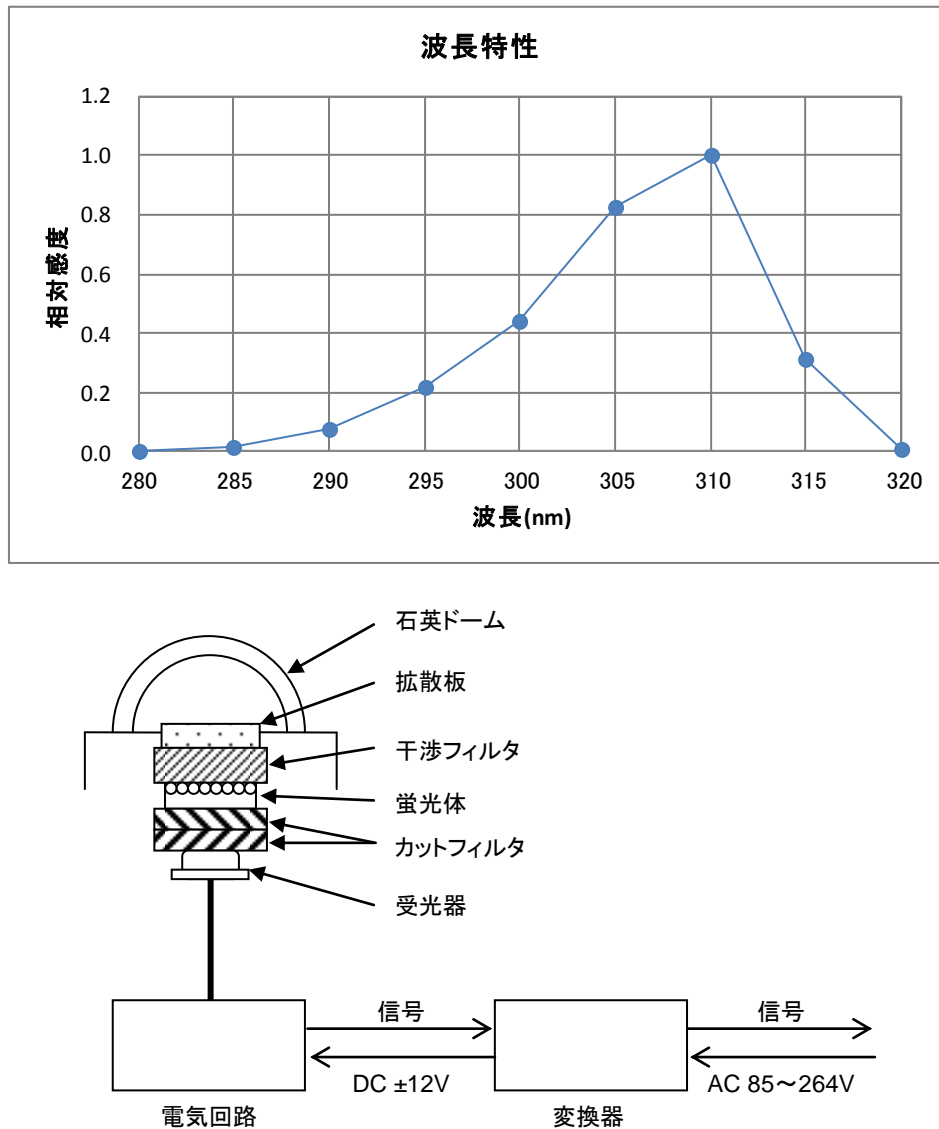 波長特性
1.2
1.0
0.8
0.6
0.4
0.2
0.0
相対感度
280 285 290 295 300 305 310 315 320
波長(nm)
石英ドーム
拡散板
干渉フィルタ
蛍光体
カットフィルタ
受光器
信号 信号
DC ±12V AC 85～264V
電気回路 変換器